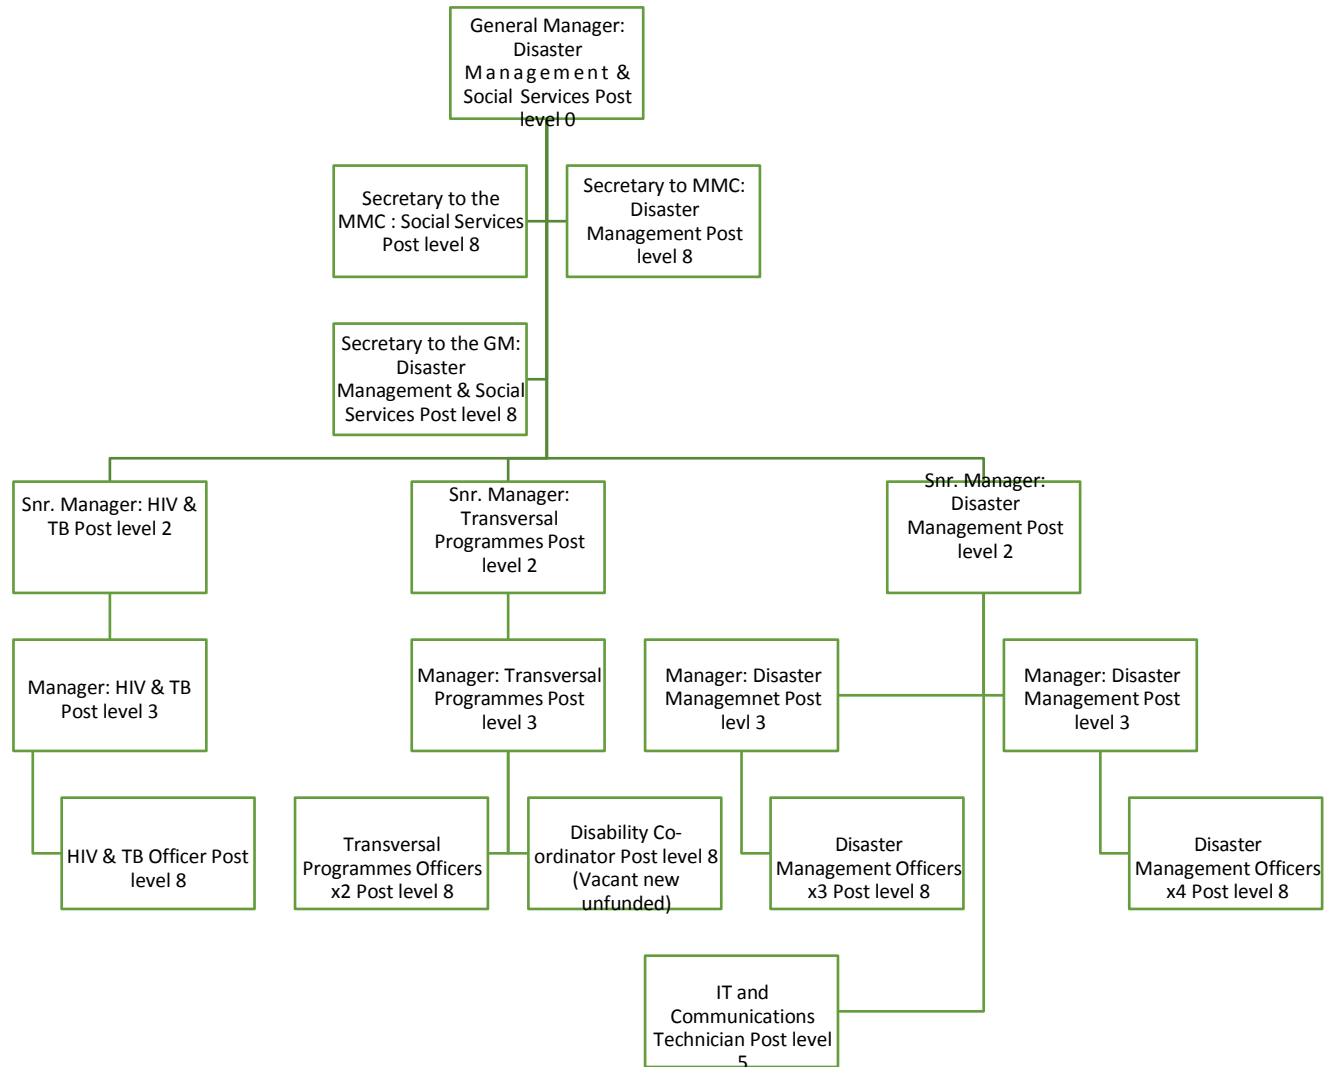 General Manager:
Disaster
Management &
Social Services Post
level 0
Secretary to the
MMC : Social Services
Post level 8
Secretary to MMC:
Disaster
Management Post
level 8
Secretary to the GM:
Disaster
Management & Social
Services Post level 8
Snr. Manager: HIV &
TB Post level 2
Snr. Manager:
Transversal
Programmes Post
level 2
Snr. Manager:
Disaster
Management Post
level 2
Manager: HIV & TB
Post level 3
Manager: Transversal
Programmes Post
level 3
Manager: Disaster
Managemnet Post
levl 3
Manager: Disaster
Management Post
level 3
HIV & TB Officer Post
level 8
Transversal
Programmes Officers
x2 Post level 8
Disability Co-
ordinator Post level 8
(Vacant new
unfunded)
Disaster
Management Officers
x3 Post level 8
Disaster
Management Officers
x4 Post level 8
IT and
Communications
Technician Post level
5